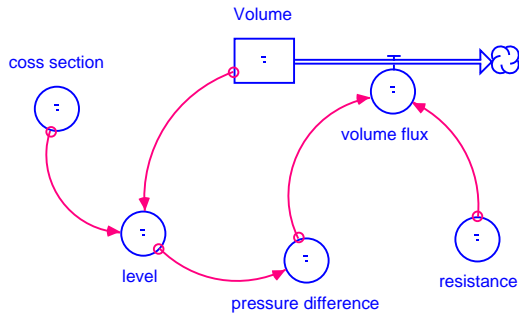 Volume
coss section
volume flux
level
resistance
pressure difference